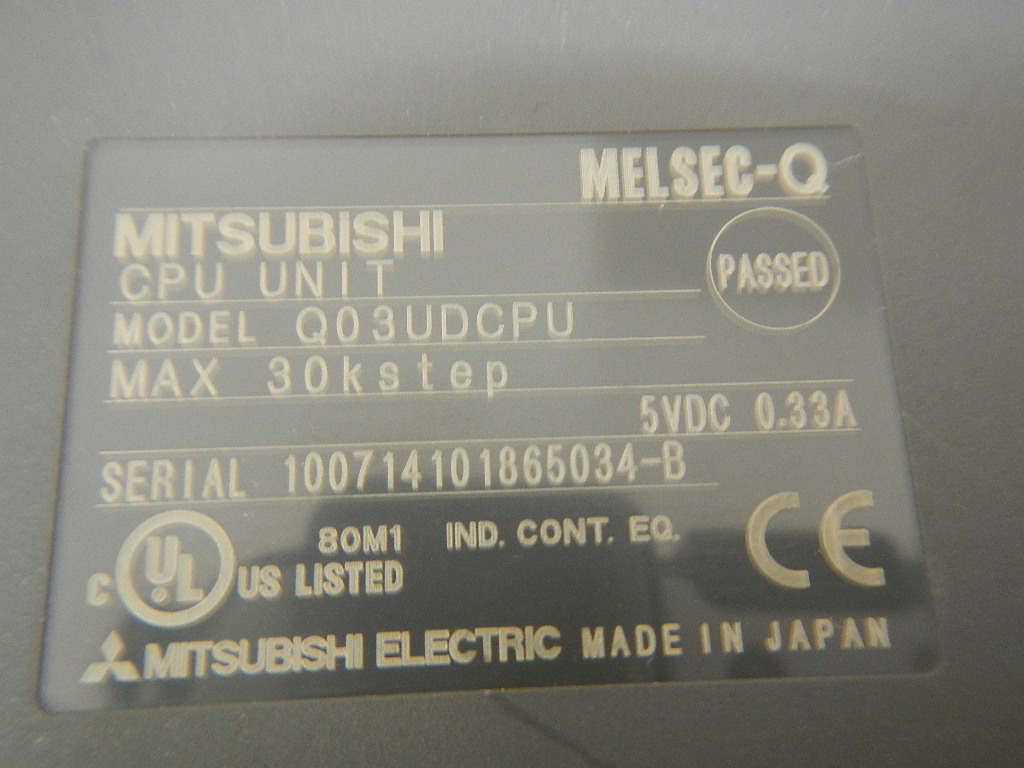 MELSEC-Q
MITSUBISHI
CPU UNIT
PASSED
MODEL Q03UDCPU
MAX 30kstep
5VDC 0.33A
SERIAL 100714101865034-B
80M1 IND. CONT. EQ.
C UL US LISTED
CE
MITSUBISHI ELECTRIC MADE IN JAPAN